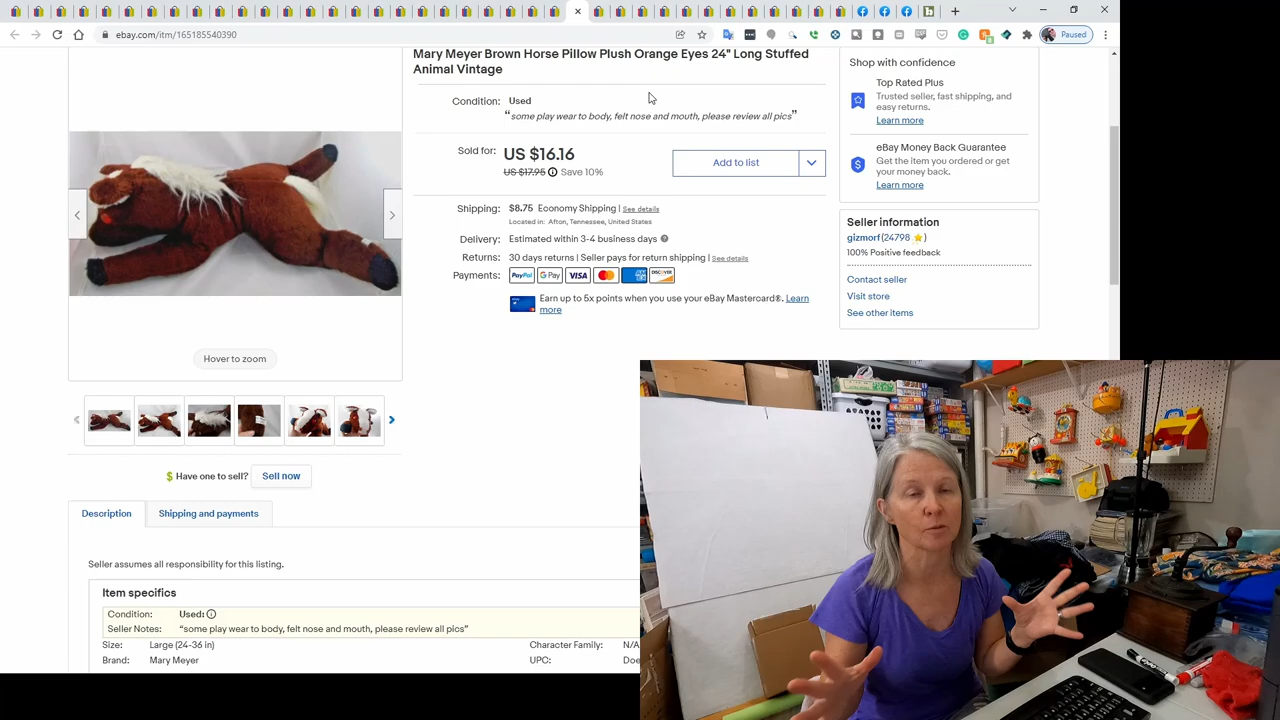 Paused
ebay.com/itm/165185540390
Mary Meyer Brown Horse Pillow Plush Orange Eyes 24" Long Stuffed
Animal Vintage
Condition: Used
“some play wear to body, felt nose and mouth, please review all pics”
Sold for: US $16.16
US $17.95 Save 10%
Add to list
Shipping: $8.75 Economy Shipping | See details
Located in: Afton, Tennessee, United States
Delivery: Estimated within 3-4 business days
Returns: 30 days returns | Seller pays for return shipping | See details
Payments: PayPal G Pay VISA DISCOVER
Earn up to 5x points when you use your eBay Mastercard®. Learn
more
Shop with confidence
Top Rated Plus
Trusted seller, fast shipping, and
easy returns.
Learn more
eBay Money Back Guarantee
Get the item you ordered or get
your money back.
Learn more
Seller information
gizmorf (24798 )
100% Positive feedback
Contact seller
Visit store
See other items
Hover to zoom
Have one to sell? Sell now
Description
Shipping and payments
Seller assumes all responsibility for this listing.
Item specifics
Condition: Used:
Seller Notes: “some play wear to body, felt nose and mouth, please review all pics”
Size: Large (24-36 in) Character Family: N/A
Brand: Mary Meyer UPC: Doe